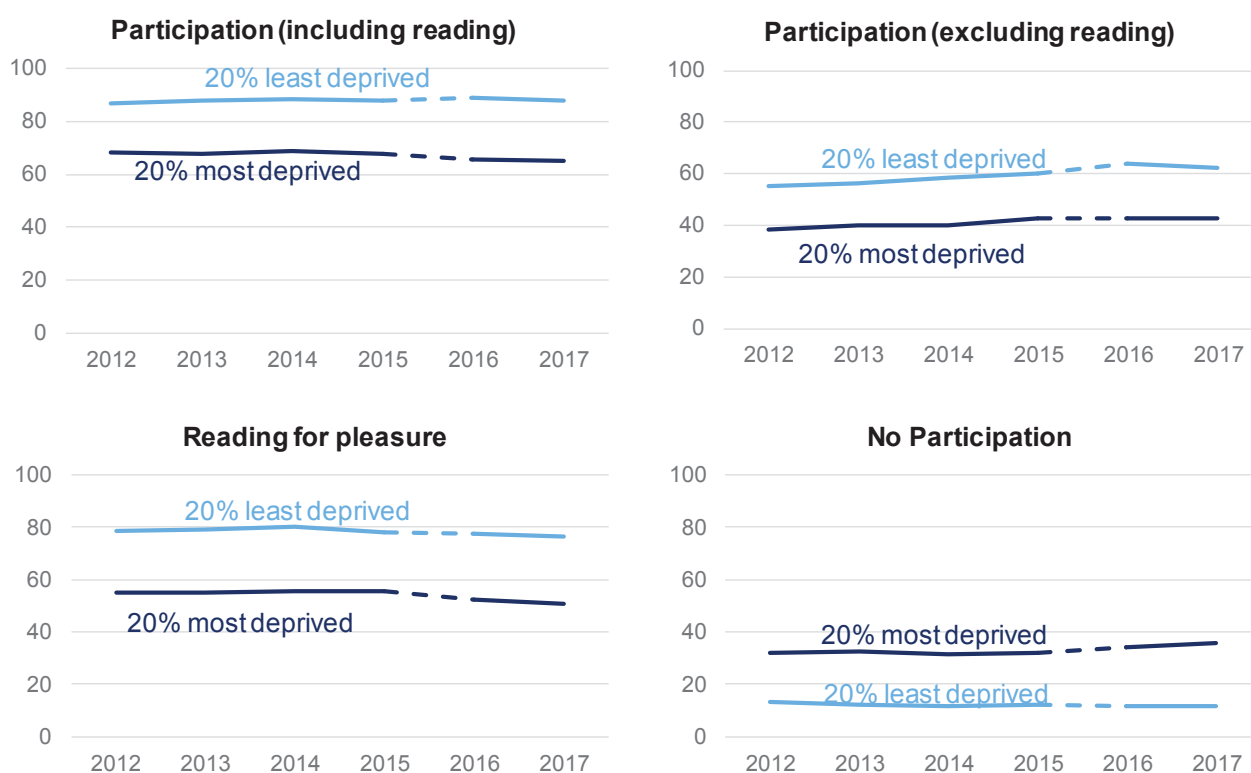 Participation (including reading)
100
80
60
40
20
0
20% least deprived
20% most deprived
2012 2013 2014 2015 2016 2017
Participation (excluding reading)
100
80
60
40
20
0
20% least deprived
20% most deprived
2012 2013 2014 2015 2016 2017
Reading for pleasure
100
80
60
40
20
0
20% least deprived
20% most deprived
2012 2013 2014 2015 2016 2017
No Participation
100
80
60
40
20
0
20% most deprived
20% least deprived
2012 2013 2014 2015 2016 2017